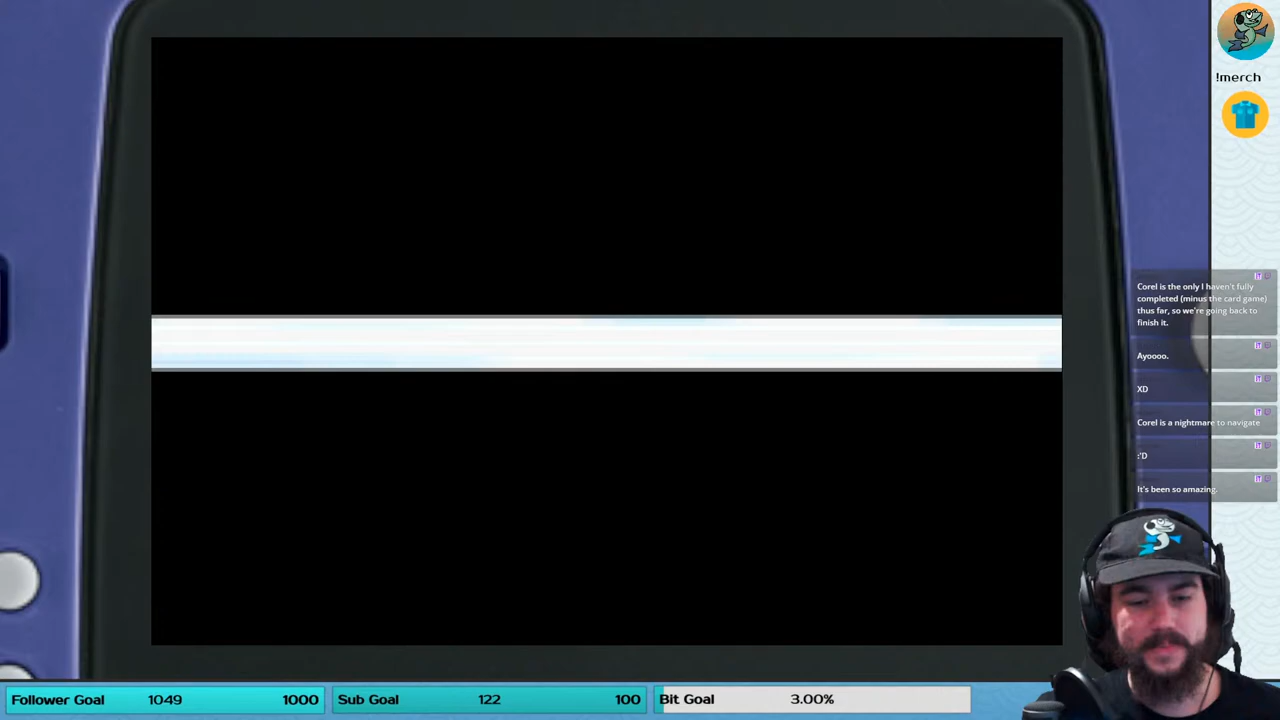 !merch
Corel is the only I haven't fully
completed (minus the card game)
thus far, so we're going back to
finish it.
Ayoooo.
XD
Corel is a nightmare to navigate
:'D
It's been so amazing.
Follower Goal 1049 1000 Sub Goal 122 100 Bit Goal 3.00%